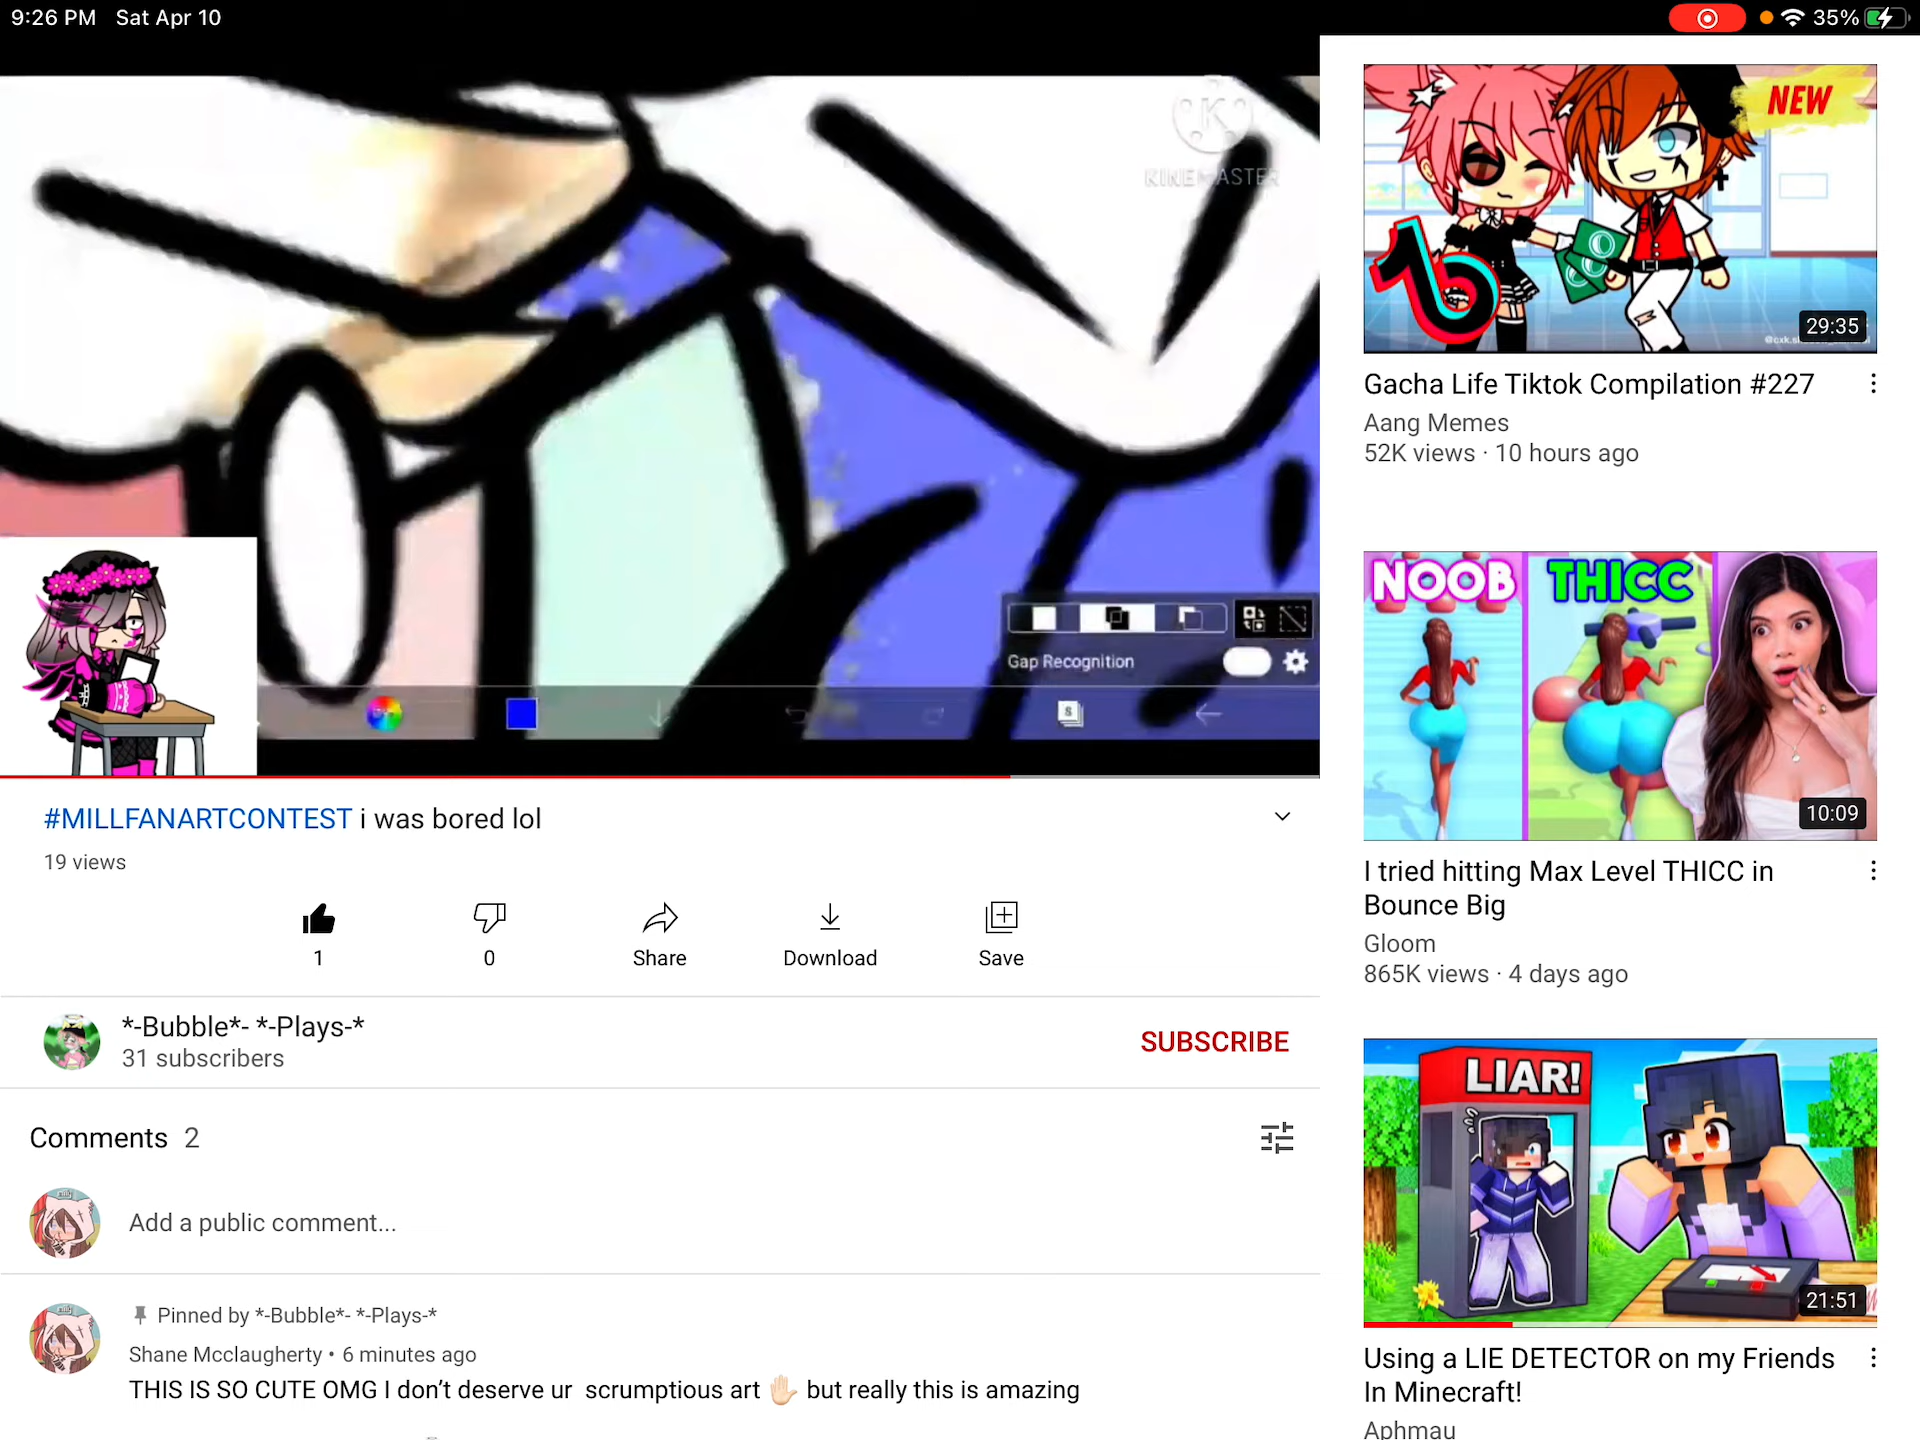 9:26 PM Sat Apr 10
35%
KINEMASTER
Gap Recognition
#MILLFANARTCONTEST i was bored lol
19 views
1
0
Share
Download
Save
*-Bubble*- *-Plays-*
31 subscribers
SUBSCRIBE
Comments 2
Add a public comment...
Pinned by *-Bubble*- *-Plays-*
Shane Mcclaugherty • 6 minutes ago
THIS IS SO CUTE OMG I don’t deserve ur scrumptious art ✋🏻 but really this is amazing
NEW
29:35
Gacha Life Tiktok Compilation #227
Aang Memes
52K views · 10 hours ago
NOOB THICC
10:09
I tried hitting Max Level THICC in
Bounce Big
Gloom
865K views · 4 days ago
LIAR!
21:51
Using a LIE DETECTOR on my Friends
In Minecraft!
Aphmau